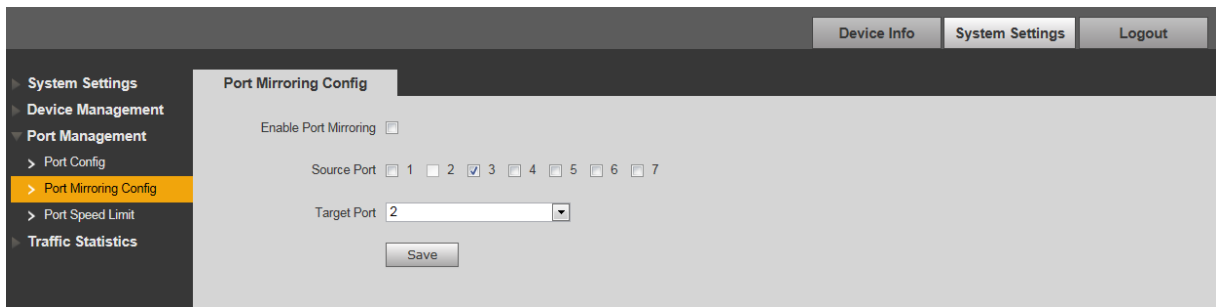 Device Info System Settings Logout
System Settings
Device Management
Port Management
Port Config
Port Mirroring Config
Port Speed Limit
Traffic Statistics
Port Mirroring Config
Enable Port Mirroring
Source Port 1 2 3 4 5 6 7
Target Port 2
Save